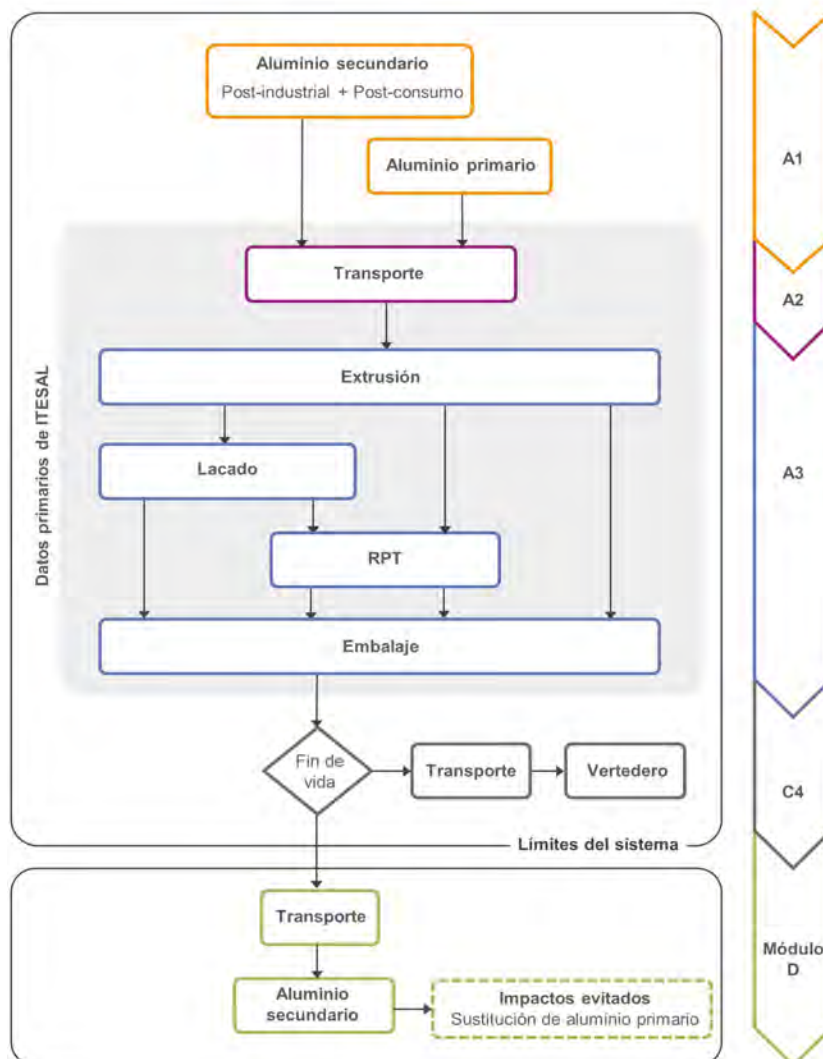 Aluminio secundario
Post-industrial + Post-consumo
Aluminio primario
A1
Transporte
A2
Datos primarios de ITESAL
Extrusión
Lacado
A3
RPT
Embalaje
Fin de
vida
Transporte
Vertedero
C4
Límites del sistema
Transporte
Módulo
D
Aluminio
secundario
Impactos evitados
Sustitución de aluminio primario